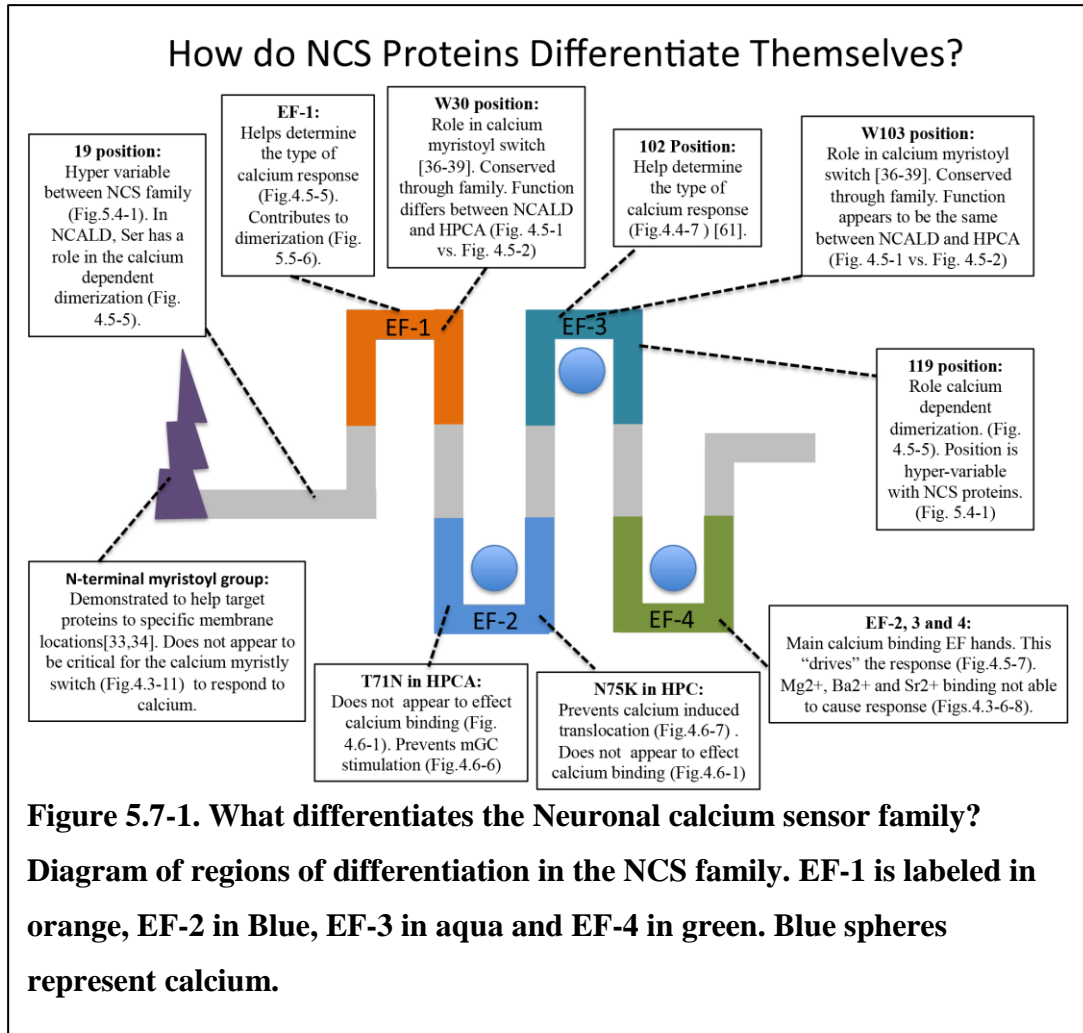 How do NCS Proteins Differentiate Themselves?
19 position:
Hyper variable
between NCS family
(Fig.5.4-1). In
NCALD, Ser has a
role in the calcium
dependent
dimerization (Fig.
4.5-5).
EF-1:
Helps determine
the type of
calcium response
(Fig.4.5-5).
Contributes to
dimerization (Fig.
5.5-6).
W30 position:
Role in calcium
myristoyl switch
[36-39]. Conserved
through family. Function
differs between NCALD
and HPCA (Fig. 4.5-1
vs. Fig. 4.5-2)
102 Position:
Help determine
the type of
calcium response
(Fig.4.4-7 ) [61].
W103 position:
Role in calcium myristoyl
switch [36-39]. Conserved
through family. Function
appears to be the same
between NCALD and HPCA
(Fig. 4.5-1 vs. Fig. 4.5-2)
EF-1
EF-3
119 position:
Role calcium
dependent
dimerization. (Fig.
4.5-5). Position is
hyper-variable
with NCS proteins.
(Fig. 5.4-1)
EF-2
EF-4
N-terminal myristoyl group:
Demonstrated to help target
proteins to specific membrane
locations[33,34]. Does not appear to
be critical for the calcium myristly
switch (Fig.4.3-11) to respond to
calcium.
T71N in HPCA:
Does not appear to effect
calcium binding (Fig.
4.6-1). Prevents mGC
stimulation (Fig.4.6-6)
N75K in HPC:
Prevents calcium induced
translocation (Fig.4.6-7) .
Does not appear to effect
calcium binding (Fig.4.6-1)
EF-2, 3 and 4:
Main calcium binding EF hands. This
“drives” the response (Fig.4.5-7).
Mg2+, Ba2+ and Sr2+ binding not able
to cause response (Figs.4.3-6-8).
Figure 5.7-1. What differentiates the Neuronal calcium sensor family?
Diagram of regions of differentiation in the NCS family. EF-1 is labeled in
orange, EF-2 in Blue, EF-3 in aqua and EF-4 in green. Blue spheres
represent calcium.